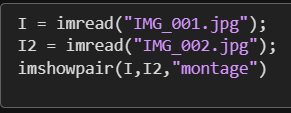 I = imread("IMG_001.jpg");
I2 = imread("IMG_002.jpg");
imshowpair(I,I2,"montage")